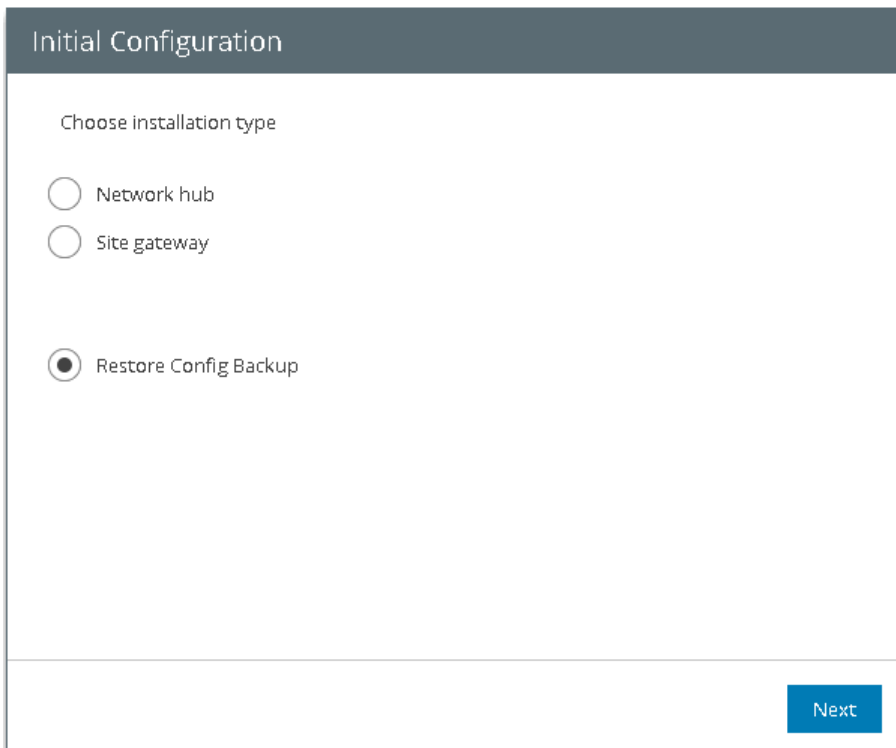 Initial Configuration
Choose installation type
Network hub
Site gateway
Restore Config Backup
Next